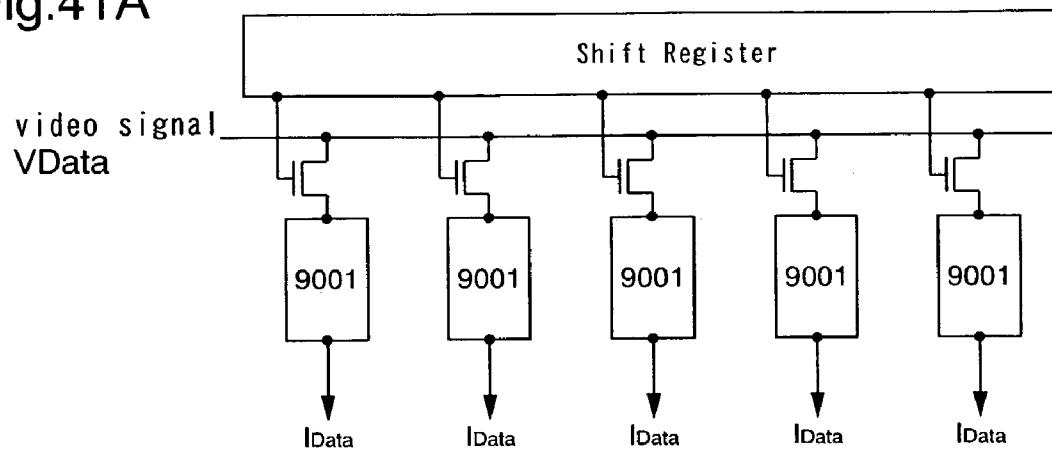 ig.41A
Shift Register
video signal
VData
9001 9001 9001 9001 9001
IData IData IData IData IData